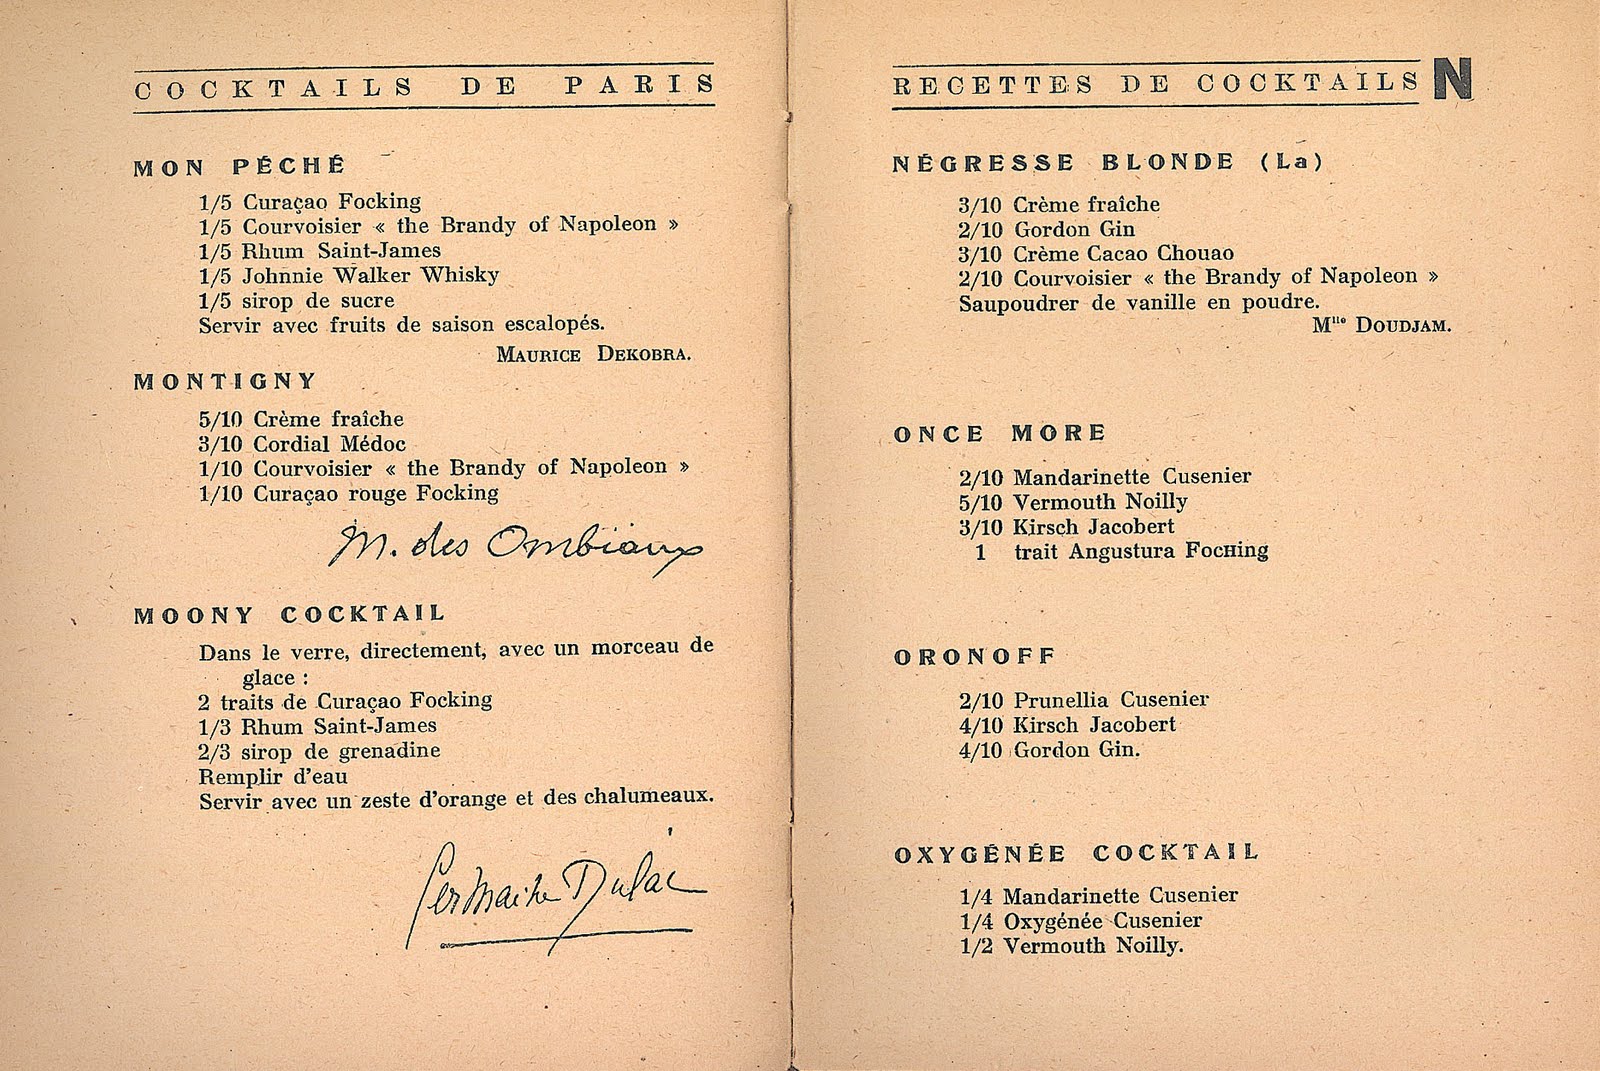 COCKTAILS DE PARIS
MON PÉCHÉ
1/5 Curaçao Focking
1/5 Courvoisier « the Brandy of Napoleon »
1/5 Rhum Saint-James
1/5 Johnnie Walker Whisky
1/5 sirop de sucre
Servir avec fruits de saison escalopés.
MAURICE DEKOBRA.
MONTIGNY
5/10 Crème fraîche
3/10 Cordial Médoc
1/10 Courvoisier « the Brandy of Napoleon »
1/10 Curaçao rouge Focking
M. des Ombiaux
MOONY COCKTAIL
Dans le verre, directement, avec un morceau de
glace :
2 traits de Curaçao Focking
1/3 Rhum Saint-James
2/3 sirop de grenadine
Remplir d'eau
Servir avec un zeste d'orange et des chalumeaux.
Germaine Dulac
RECETTES DE COCKTAILS N
NÉGRESSE BLONDE (La)
3/10 Crème fraîche
2/10 Gordon Gin
3/10 Crème Cacao Chouao
2/10 Courvoisier « the Brandy of Napoleon »
Saupoudrer de vanille en poudre.
Mlle DOUDJAM.
ONCE MORE
2/10 Mandarinette Cusenier
5/10 Vermouth Noilly
3/10 Kirsch Jacobert
1 trait Angustura FocHing
ORONOFF
2/10 Prunellia Cusenier
4/10 Kirsch Jacobert
4/10 Gordon Gin.
OXYGÉNÉE COCKTAIL
1/4 Mandarinette Cusenier
1/4 Oxygénée Cusenier
1/2 Vermouth Noilly.